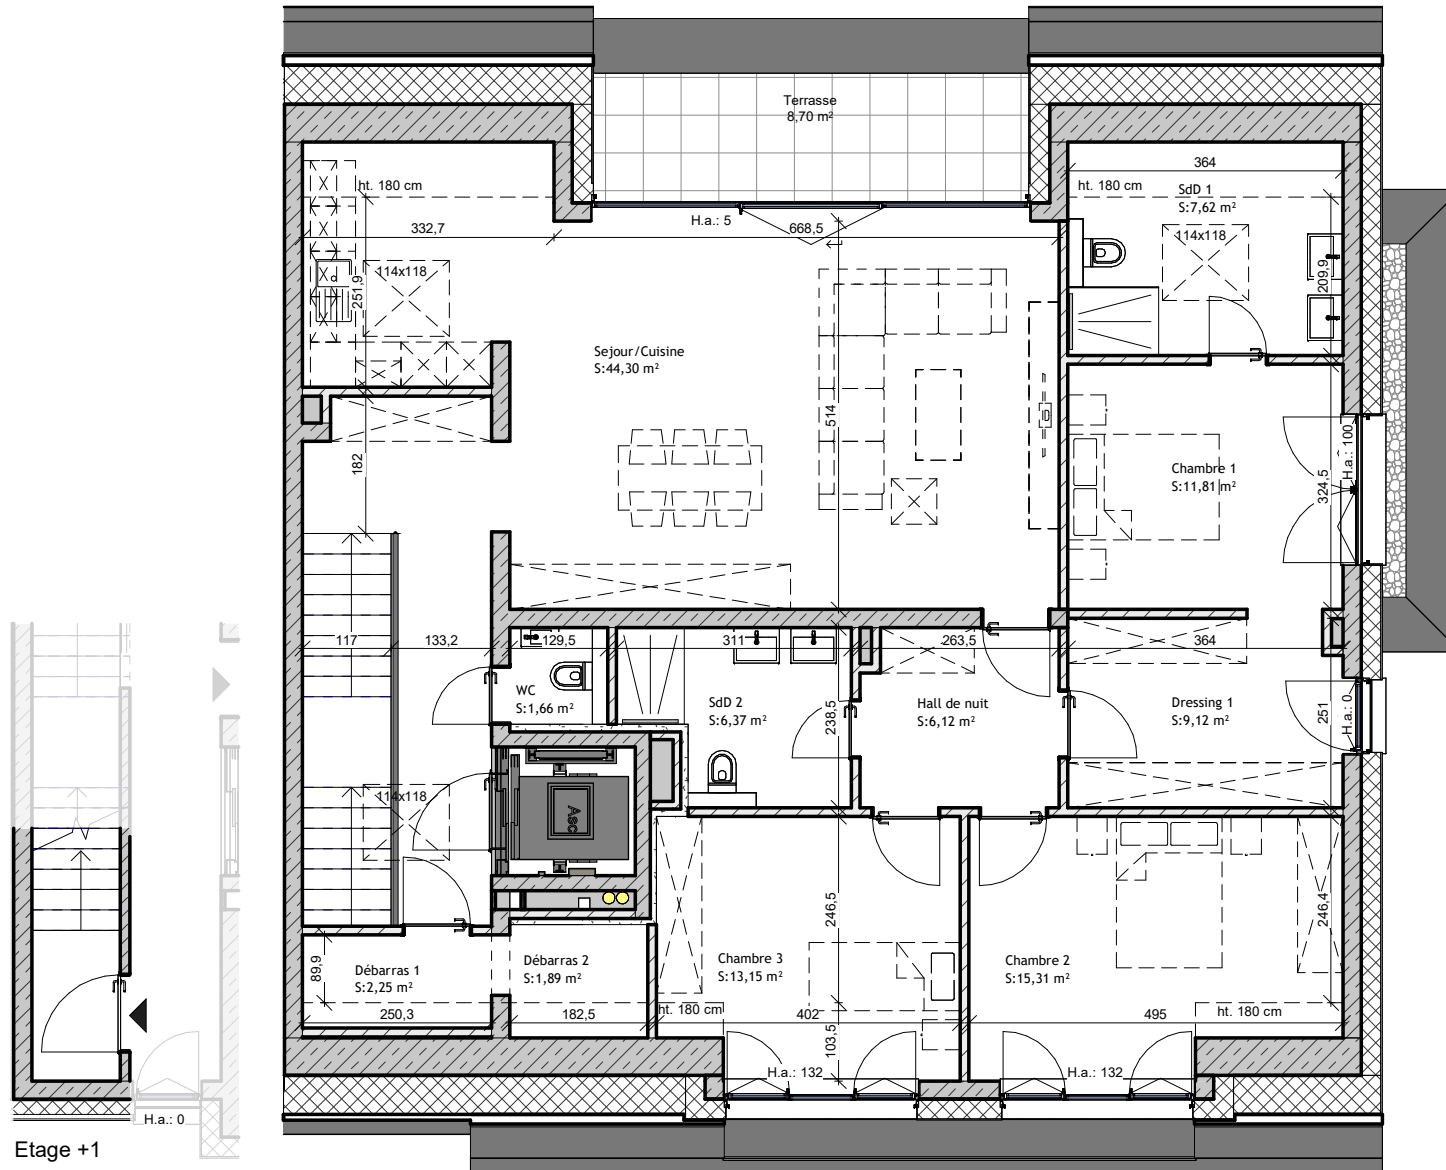 Terrasse
8,70 m²
364
ht. 180 cm
ht. 180 cm
SdD 1
S:7,62 m²
H.a.: 5
332,7
668,5
114x118
209,9
114x118
251,9
Sejour/Cuisine
S:44,30 m²
514
H.a.: 100
182
Chambre 1
S:11,81 m²
324,5
117
133,2
129,5
311
263,5
364
WC
S:1,66 m²
SdD 2
S:6,37 m²
238,5
Hall de nuit
S:6,12 m²
Dressing 1
S:9,12 m²
251
H.a.: 0
114x118
Asc
246,5
246,4
89,9
Débarras 1
S:2,25 m²
Débarras 2
S:1,89 m²
Chambre 3
S:13,15 m²
Chambre 2
S:15,31 m²
250,3
182,5
ht. 180 cm
402
495
ht. 180 cm
103,5
H.a.: 132
H.a.: 132
H.a.: 0
Etage +1